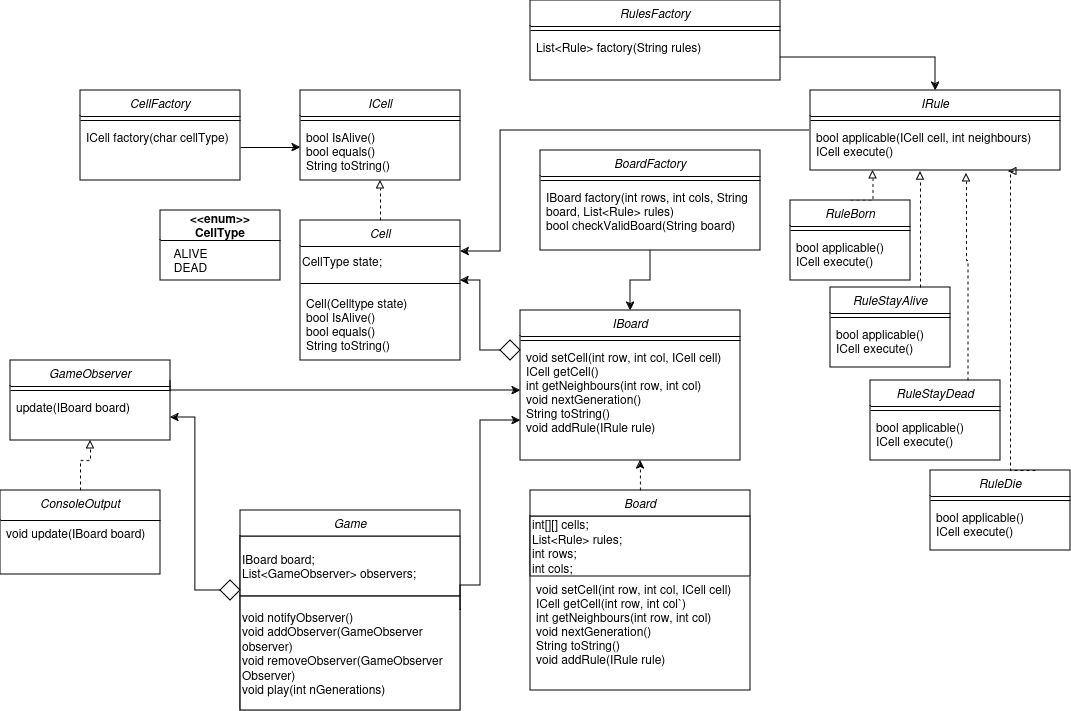 RulesFactory
List<Rule> factory(String rules)
CellFactory
ICell factory(char cellType)
ICell
bool IsAlive()
bool equals()
String toString()
IRule
bool applicable(ICell cell, int neighbours)
ICell execute()
BoardFactory
IBoard factory(int rows, int cols, String
board, List<Rule> rules)
bool checkValidBoard(String board)
<<enum>>
CellType
ALIVE
DEAD
Cell
CellType state;
Cell(Celltype state)
bool IsAlive()
bool equals()
String toString()
RuleBorn
bool applicable()
ICell execute()
RuleStayAlive
bool applicable()
ICell execute()
IBoard
void setCell(int row, int col, ICell cell)
ICell getCell()
int getNeighbours(int row, int col)
void nextGeneration()
String toString()
void addRule(IRule rule)
GameObserver
update(IBoard board)
RuleStayDead
bool applicable()
ICell execute()
RuleDie
bool applicable()
ICell execute()
ConsoleOutput
void update(IBoard board)
Game
IBoard board;
List<GameObserver> observers;
void notifyObserver()
void addObserver(GameObserver
observer)
void removeObserver(GameObserver
Observer)
void play(int nGenerations)
Board
int[][] cells;
List<Rule> rules;
int rows;
int cols;
void setCell(int row, int col, ICell cell)
ICell getCell(int row, int col`)
int getNeighbours(int row, int col)
void nextGeneration()
String toString()
void addRule(IRule rule)